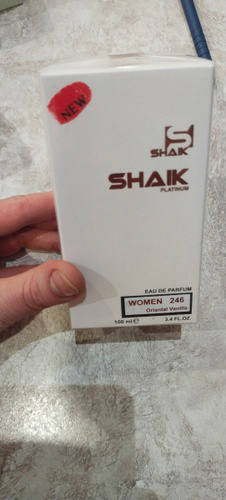 NEW
S
SHAIK
SHAIK
PLATINUM
EAU DE PARFUM
WOMEN 246
Oriental Vanilla
100 ml ℮ 3.4 FL.OZ.